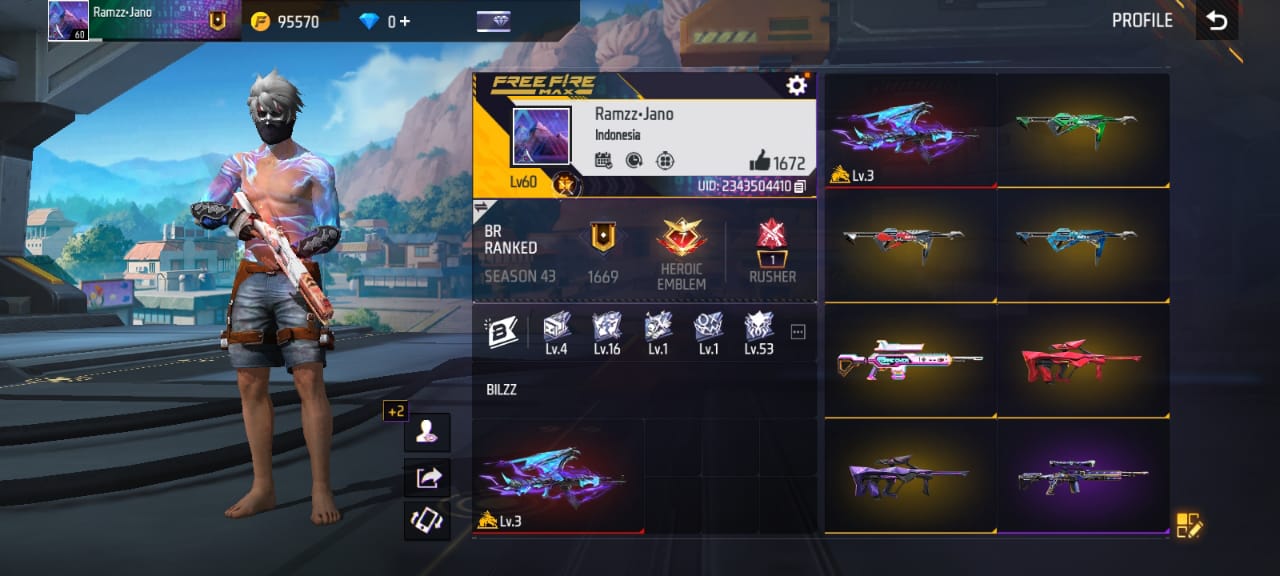 Ramzz•Jano
60
95570
0+
PROFILE
FREE FIRE
MAX
Ramzz•Jano
Indonesia
1672
Lv60
UID: 2343504410
BR
RANKED
SEASON 43
1669
HEROIC
EMBLEM
1
RUSHER
B
Lv.4
Lv.16
Lv.1
Lv.1
Lv.53
BILZZ
+2
Lv.3
Lv.3